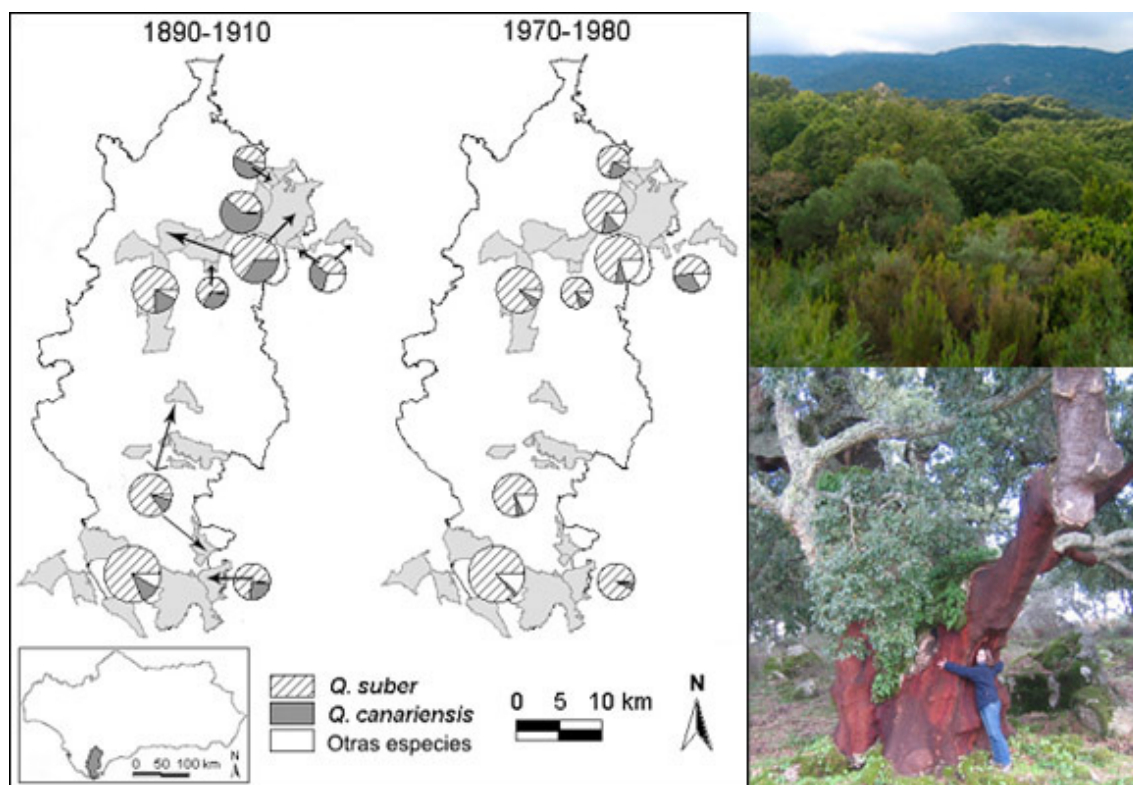 1890-1910
1970-1980
Q. suber
Q. canariensis
Otras especies
0 5 10 km
N
0 50 100 km
N